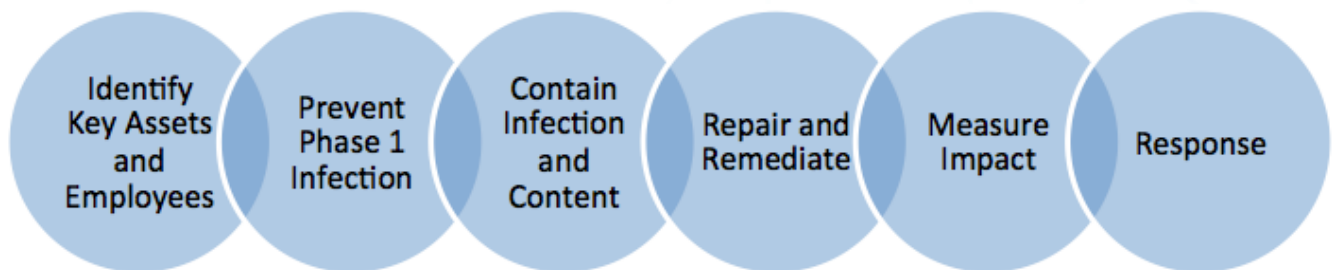 Identify
Key Assets
and
Employees
Prevent
Phase 1
Infection
Contain
Infection
and
Content
Repair and
Remediate
Measure
Impact
Response